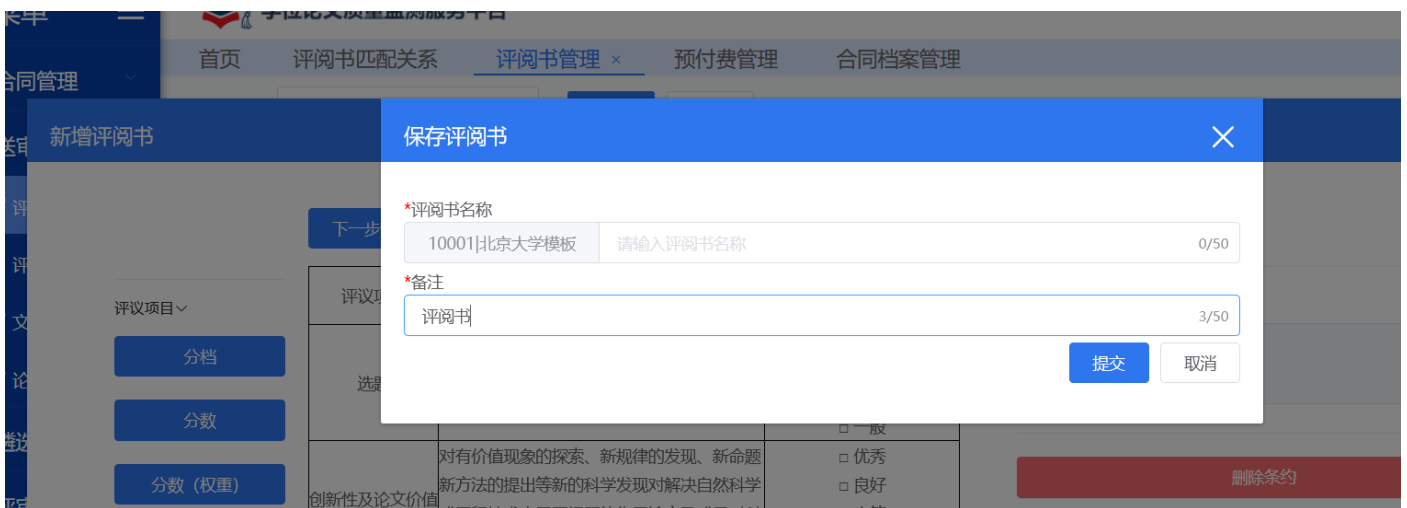 菜单
学位论文质量监测服务平台
首页 评阅书匹配关系 评阅书管理 × 预付费管理 合同档案管理
合同管理
新增评阅书
保存评阅书
*评阅书名称
下一步
10001|北京大学模板 请输入评阅书名称 0/50
*备注
评议项目
评阅书 3/50
分档
提交 取消
分数
□ 一般
对有价值现象的探索、新规律的发现、新命题
□ 优秀
删除条约
分数（权重）
创新性及论文价值
新方法的提出等新的科学发现对解决自然科学
□ 良好